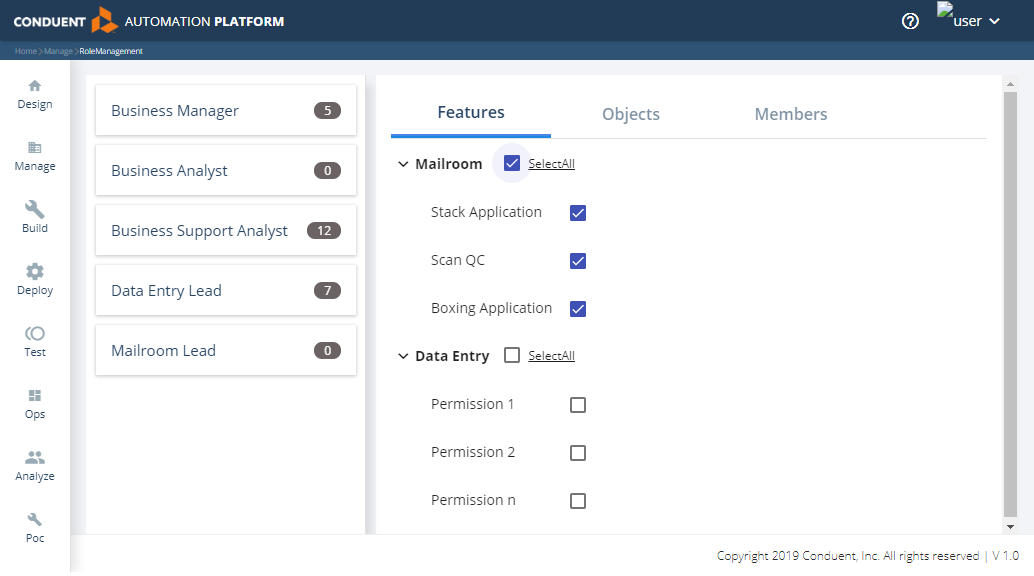 CONDUENT AUTOMATION PLATFORM
user
Home > Manage > RoleManagement
Design
Manage
Build
Deploy
Test
Ops
Analyze
Poc
Business Manager 5
Business Analyst 0
Business Support Analyst 12
Data Entry Lead 7
Mailroom Lead 0
Features Objects Members
Mailroom SelectAll
Stack Application
Scan QC
Boxing Application
Data Entry SelectAll
Permission 1
Permission 2
Permission n
Copyright 2019 Conduent, Inc. All rights reserved | V 1.0